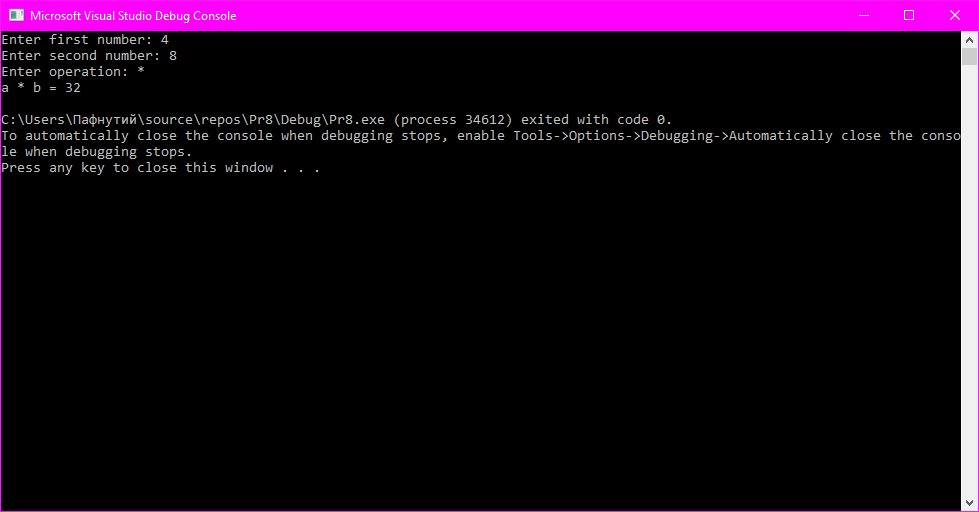 Microsoft Visual Studio Debug Console
Enter first number: 4
Enter second number: 8
Enter operation: *
a * b = 32
C:\Users\Пафнутий\source\repos\Pr8\Debug\Pr8.exe (process 34612) exited with code 0.
To automatically close the console when debugging stops, enable Tools->Options->Debugging->Automatically close the conso
le when debugging stops.
Press any key to close this window . . .